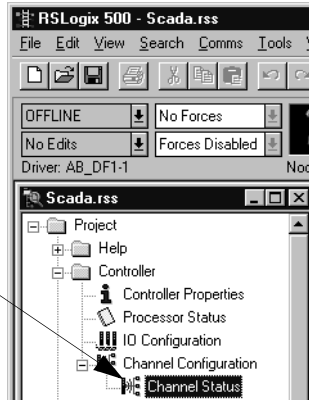 RSLogix 500 - Scada.rss
File Edit View Search Comms Tools
OFFLINE No Forces
No Edits Forces Disabled
Driver: AB_DF1-1
Scada.rss
Project
Help
Controller
Controller Properties
Processor Status
IO Configuration
Channel Configuration
Channel Status